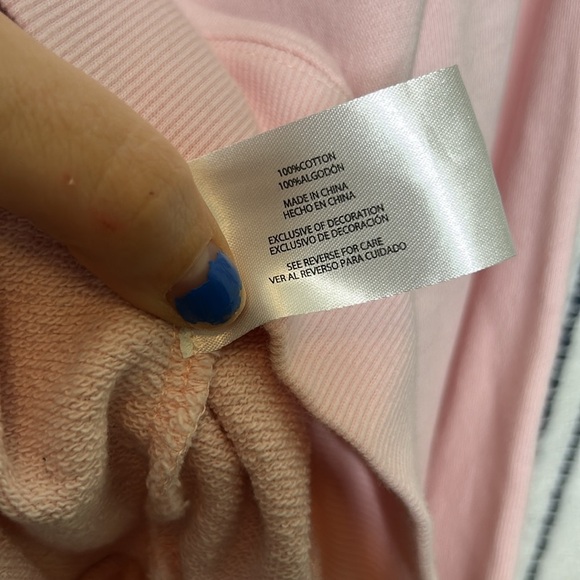 100%COTTON
100%ALGODÓN
MADE IN CHINA
HECHO EN CHINA
EXCLUSIVE OF DECORATION
EXCLUSIVO DE DECORACIÓN
SEE REVERSE FOR CARE
VER AL REVERSO PARA CUIDADO